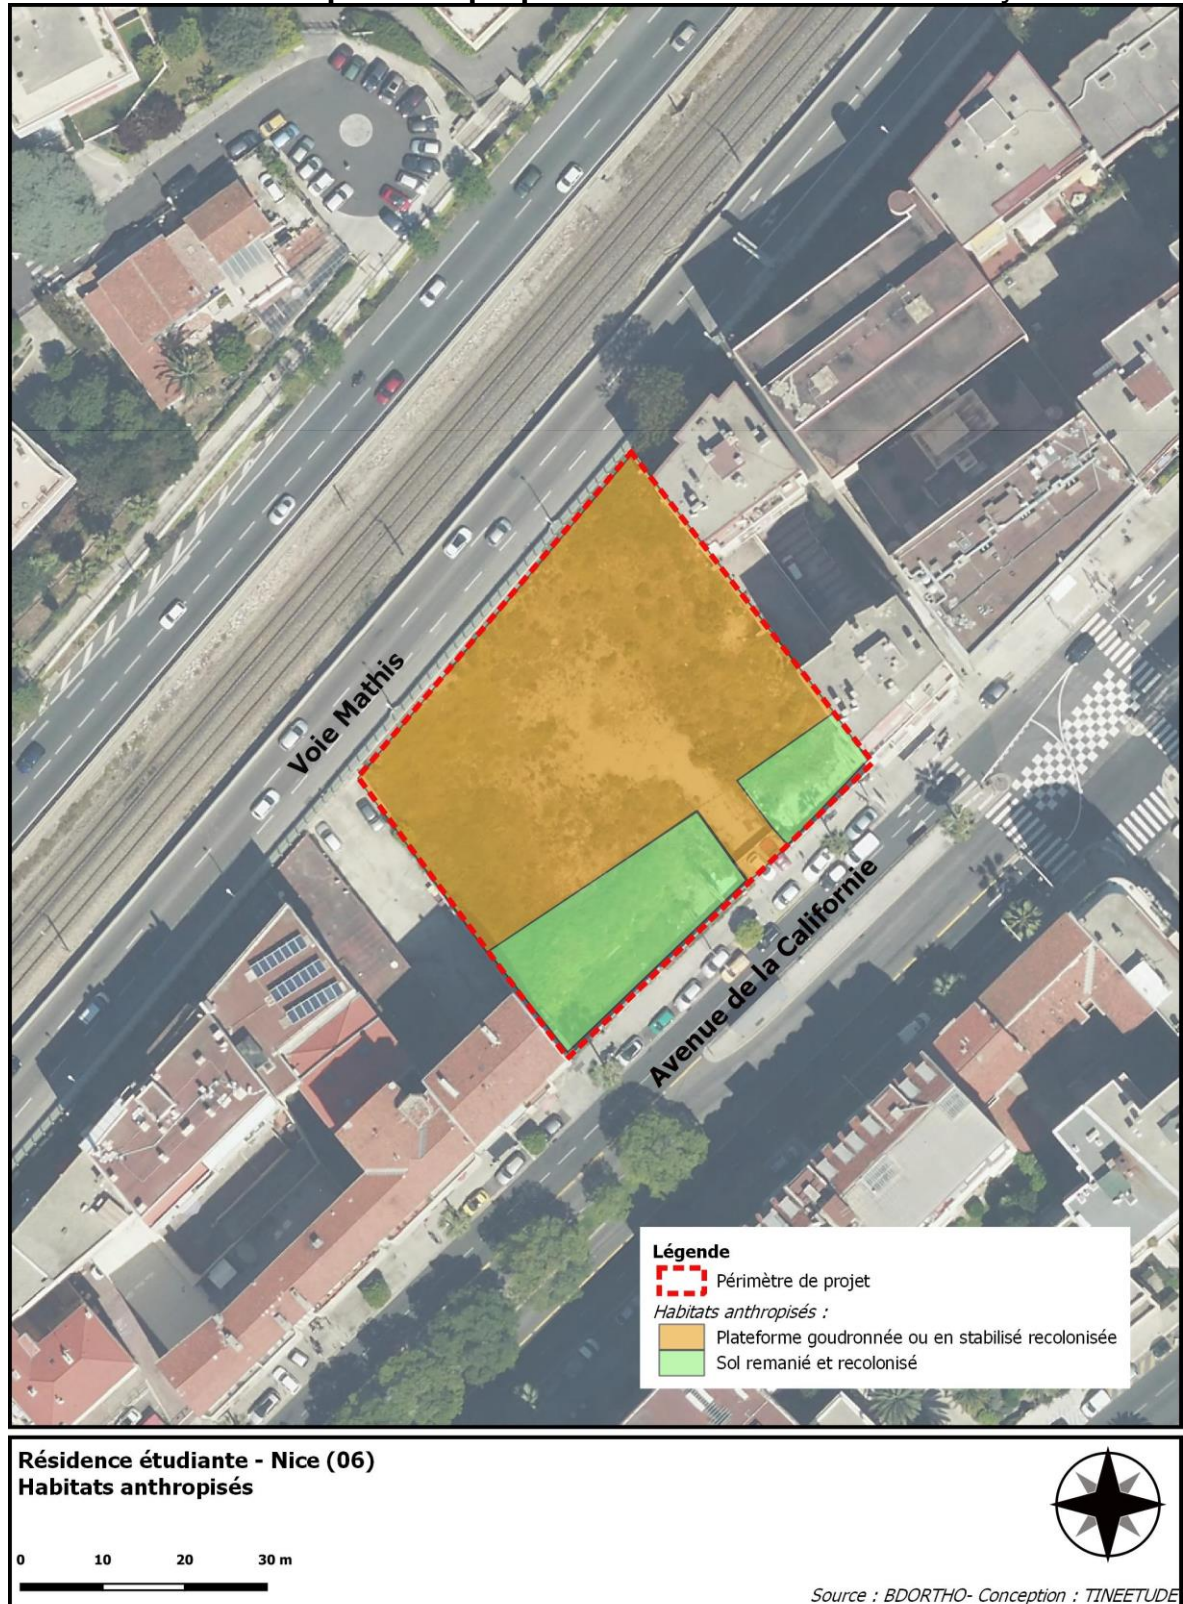 Voie Mathis
Avenue de la Californie
Légende
Périmètre de projet
Habitats anthropisés :
Plateforme goudronnée ou en stabilisé recolonisée
Sol remanié et recolonisé
Résidence étudiante - Nice (06)
Habitats anthropisés
0 10 20 30 m
Source : BDORTHO- Conception : TINEETUDE